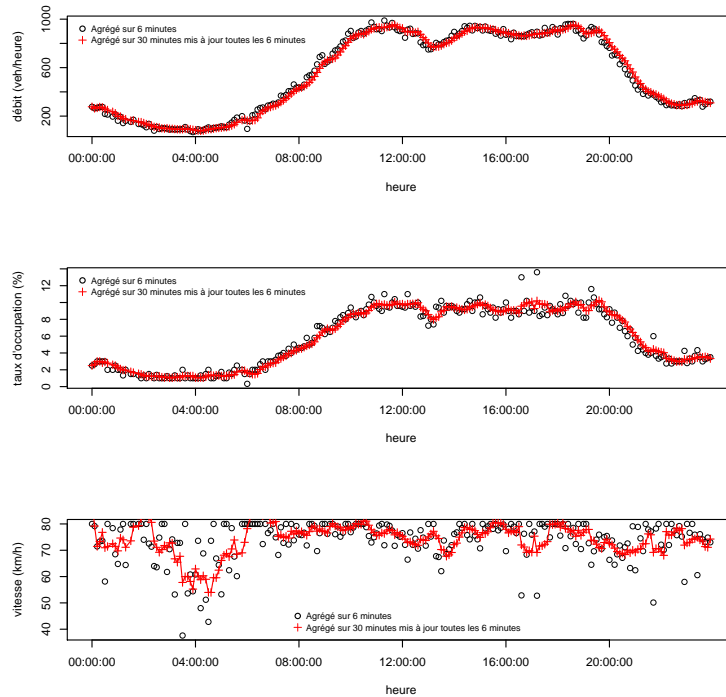 débit (veh/heure)
200
600
1000
Agrégé sur 6 minutes
Agrégé sur 30 minutes mis à jour toutes les 6 minutes
00:00:00 04:00:00 08:00:00 12:00:00 16:00:00 20:00:00
heure
taux d'occupation (%)
0 2 4 6 8 12
Agrégé sur 6 minutes
Agrégé sur 30 minutes mis à jour toutes les 6 minutes
00:00:00 04:00:00 08:00:00 12:00:00 16:00:00 20:00:00
heure
vitesse (km/h)
40 50 60 70 80
Agrégé sur 6 minutes
Agrégé sur 30 minutes mis à jour toutes les 6 minutes
00:00:00 04:00:00 08:00:00 12:00:00 16:00:00 20:00:00
heure